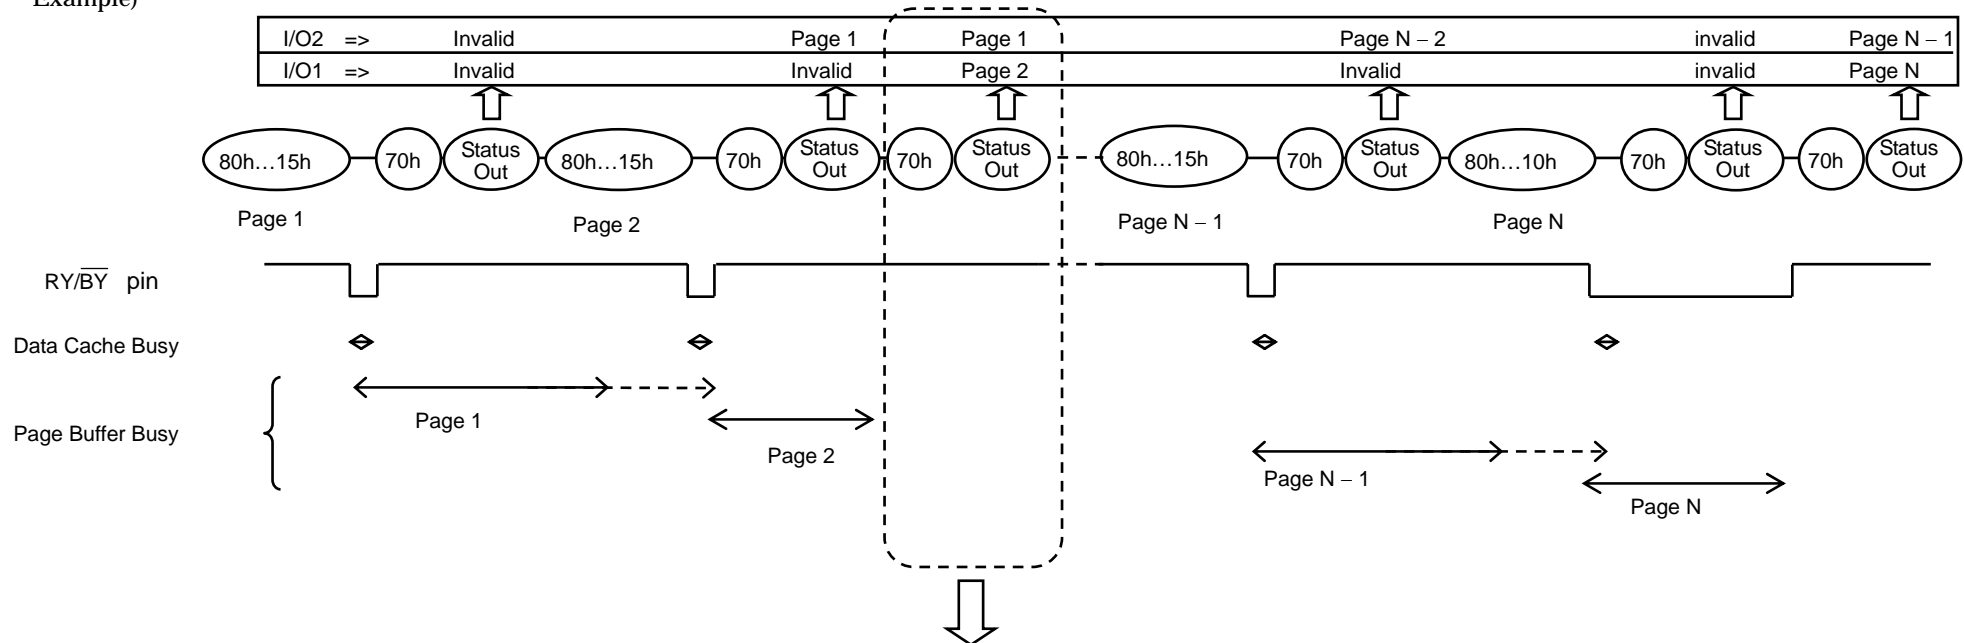 Example)
I/O2 => Invalid Page 1 Page 1 Page N − 2 invalid Page N − 1
I/O1 => Invalid Invalid Page 2 Invalid invalid Page N
80h…15h 70h Status Out 80h…15h 70h Status Out 70h Status Out 80h…15h 70h Status Out 80h…10h 70h Status Out 70h Status Out
Page 1 Page 2 Page N − 1 Page N
RY/B̅Y̅ pin
Data Cache Busy
Page 1
Page Buffer Busy
Page 2
Page N − 1
Page N